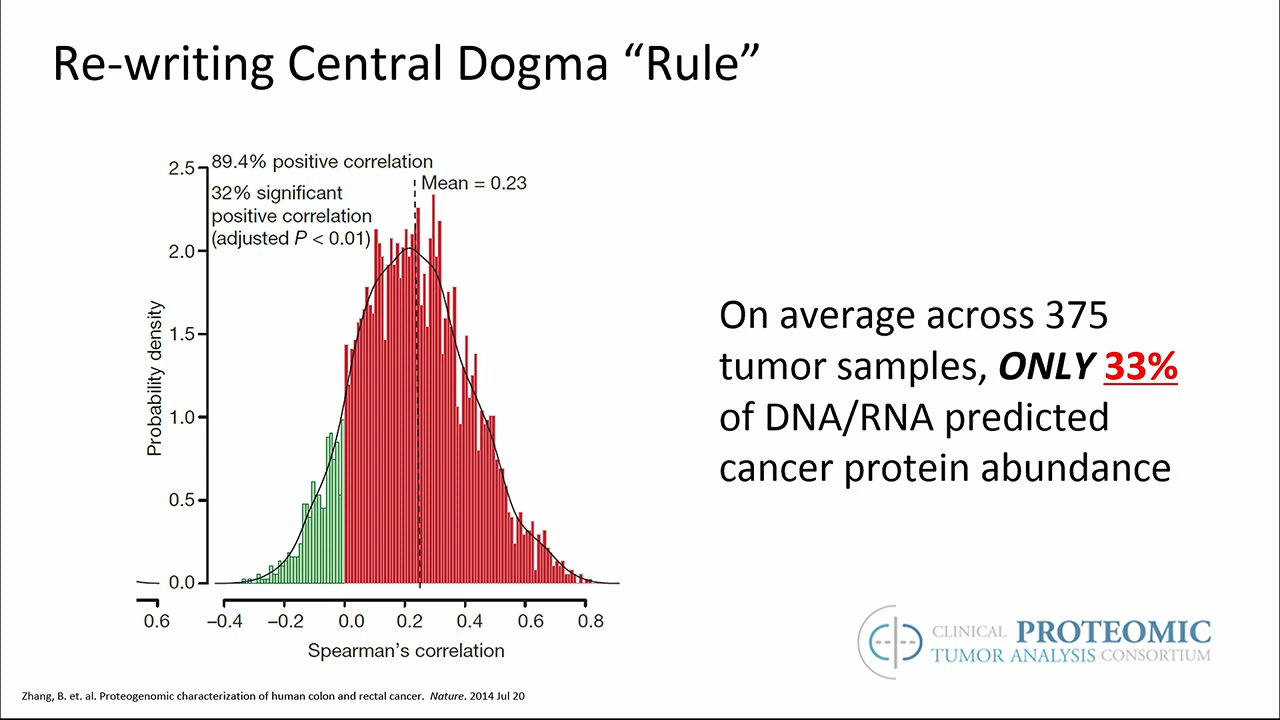 Re-writing Central Dogma “Rule”
89.4% positive correlation
Mean = 0.23
32% significant
positive correlation
(adjusted P < 0.01)
2.5
2.0
1.5
1.0
0.5
0.0
Probability density
0.6 −0.4 −0.2 0.0 0.2 0.4 0.6 0.8
Spearman’s correlation
On average across 375
tumor samples, ONLY 33%
of DNA/RNA predicted
cancer protein abundance
CLINICAL PROTEOMIC
TUMOR ANALYSIS CONSORTIUM
Zhang, B. et. al. Proteogenomic characterization of human colon and rectal cancer. Nature. 2014 Jul 20